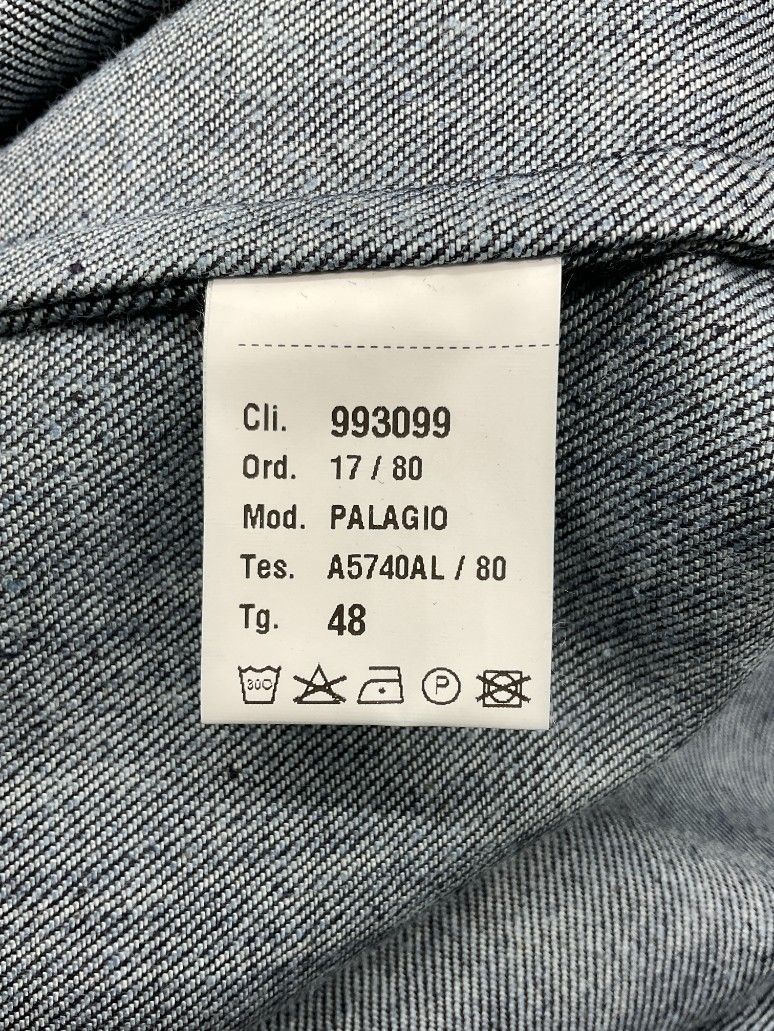 Cli. 993099
Ord. 17 / 80
Mod. PALAGIO
Tes. A5740AL / 80
Tg. 48
30C P